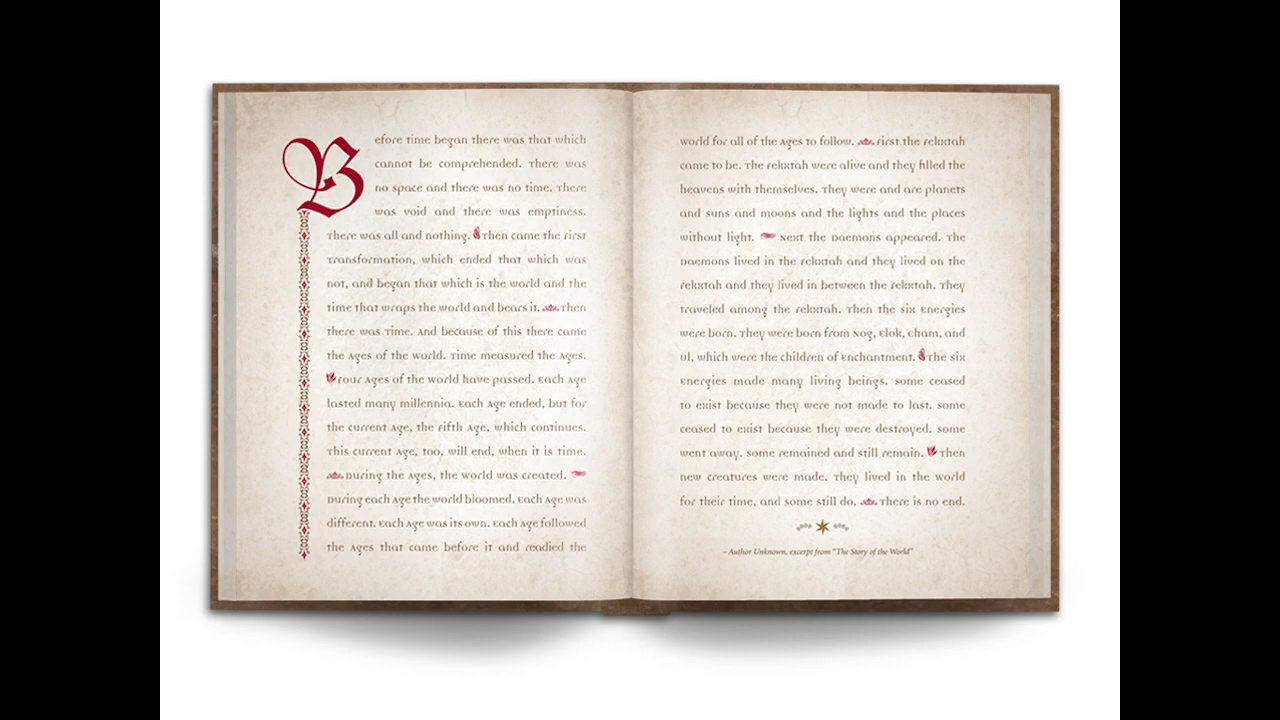 Before time began there was that which
cannot be comprehended. There was
no space and there was no time. There
was void and there was emptiness.
There was all and nothing. Then came the First
Transformation, which ended that which was
not, and began that which is the world and the
time that wraps the world and bears it. Then
there was Time. And because of this there came
the Ages of the world. Time measured the Ages.
Four Ages of the world have passed. Each Age
lasted many millennia. Each Age ended, but for
the current Age, the Fifth Age, which continues.
This current Age, too, will end, when it is time.
During the Ages, the world was created.
During each Age the world bloomed. Each Age was
different. Each Age was its own. Each Age followed
the Ages that came before it and readied the
world for all of the Ages to follow. First the
came to be. The were alive and they filled the
heavens with themselves. They were and are planets
and suns and moons and the lights and the places
without light. Next the Daemons appeared. The
Daemons lived in the and they lived on the
and they lived in between the They
traveled among the Then the six Energies
were born. They were born from Nog, Elok, Cham, and
Ul, which were the children of Enchantment. The six
Energies made many living beings. Some ceased
to exist because they were not made to last. Some
ceased to exist because they were destroyed. Some
went away. Some remained and still remain. Then
new creatures were made. They lived in the world
for their time, and some still do. There is no end.
– Author Unknown, excerpt from "The Story of the World"